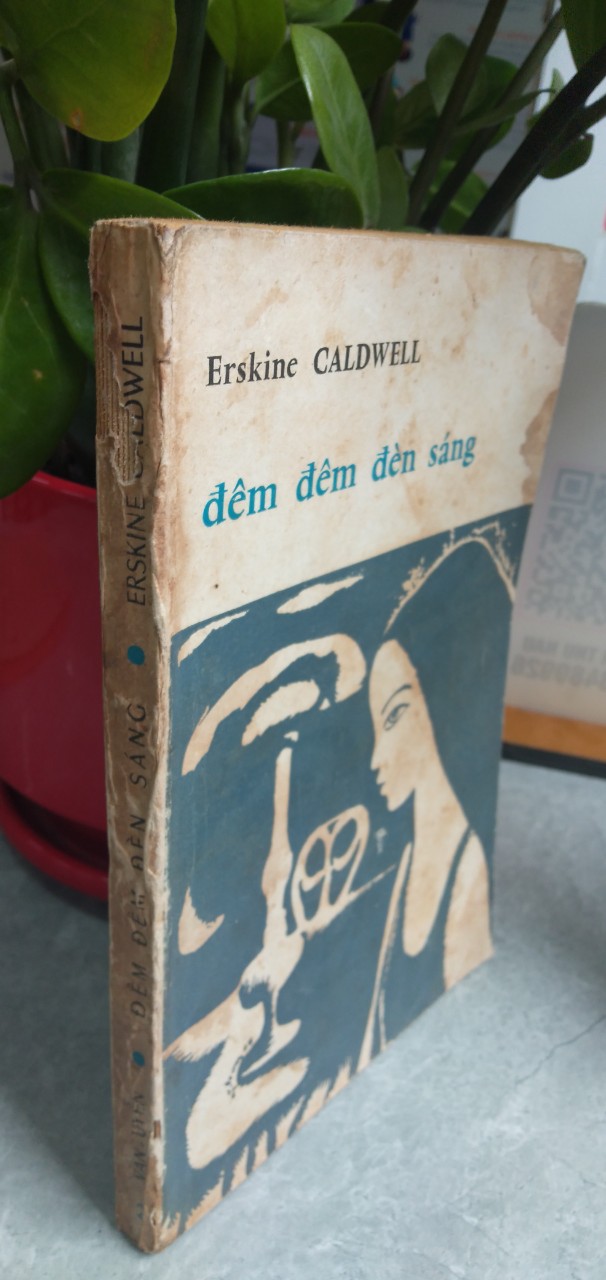 Erskine CALDWELL
đêm đêm đèn sáng
ĐÊM ĐÊM ĐÈN SÁNG • ERSKINE CALDWELL